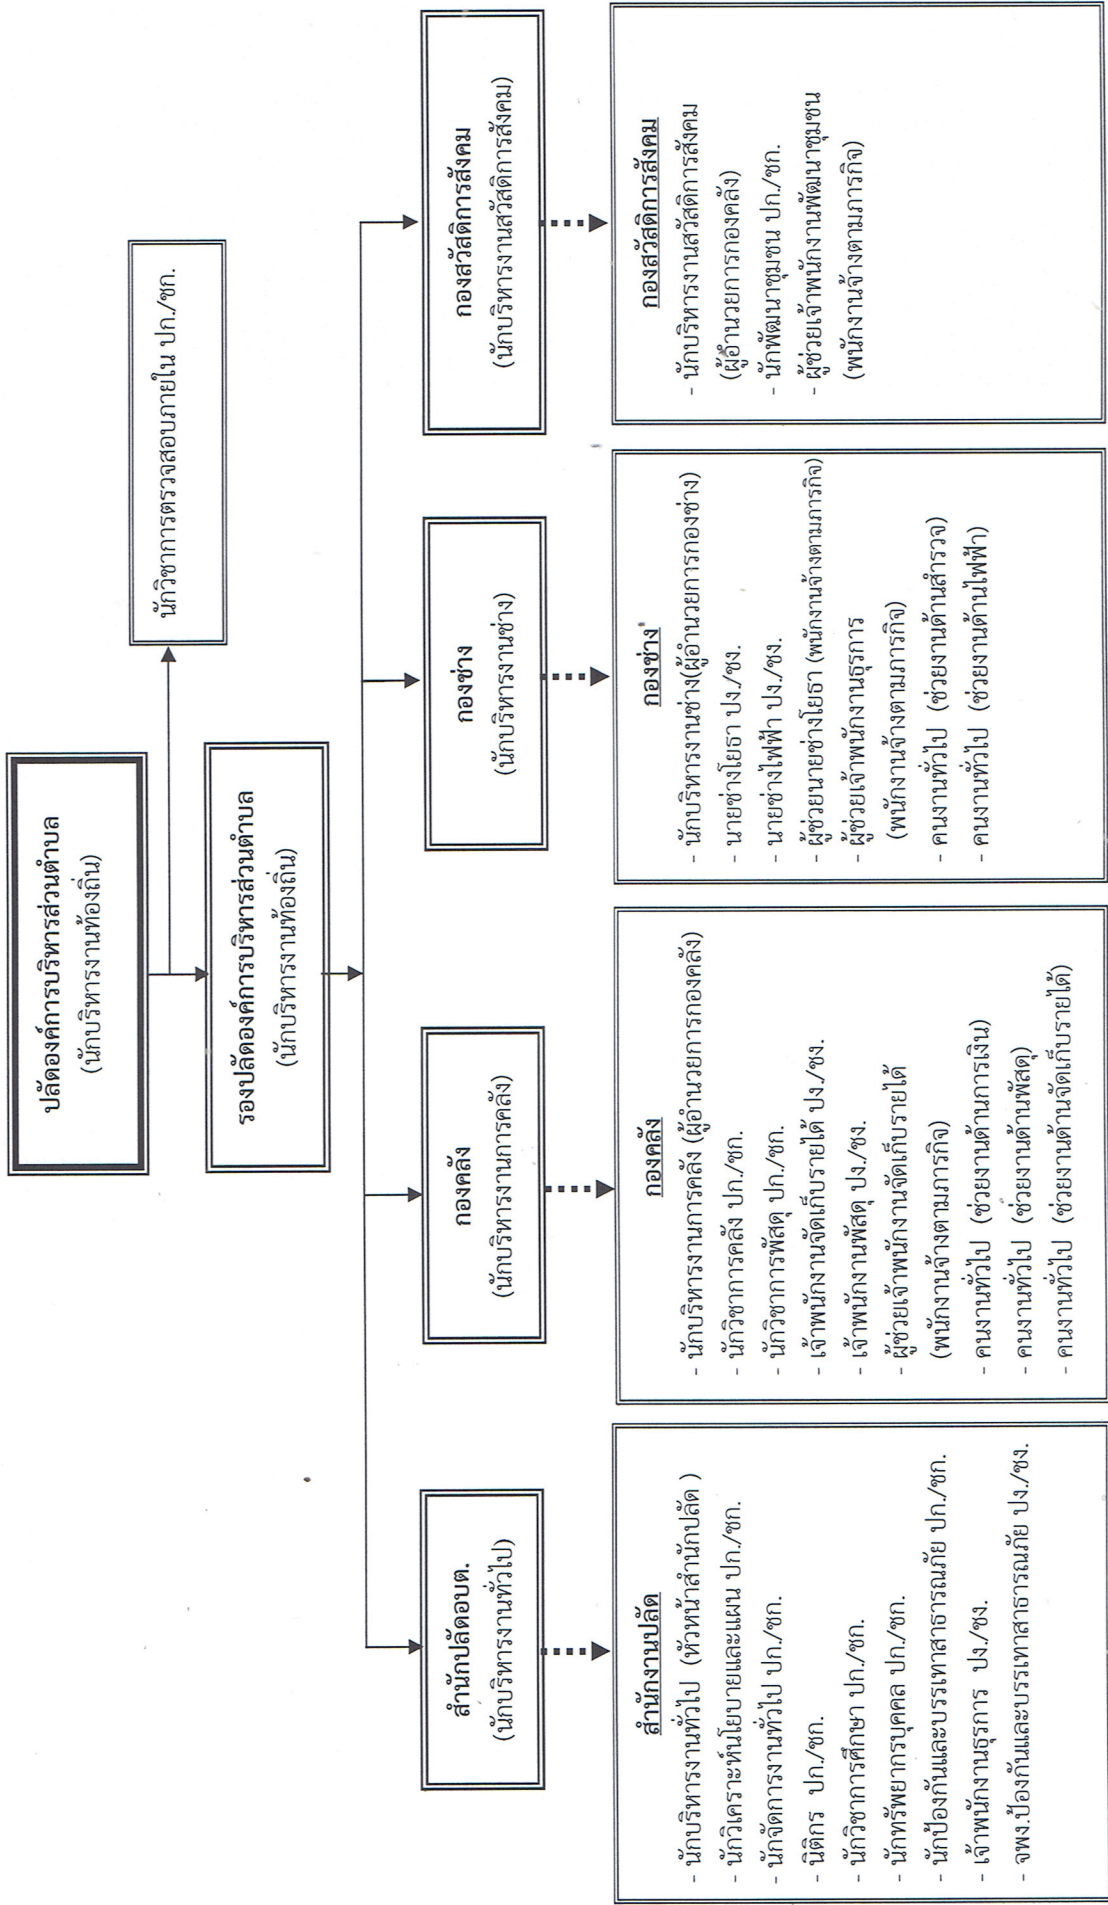 ปลัดองค์การบริหารส่วนตำบล
(นักบริหารงานท้องถิ่น)
นักวิชาการตรวจสอบภายใน ปก./ชก.
รองปลัดองค์การบริหารส่วนตำบล
(นักบริหารงานท้องถิ่น)
สำนักปลัดอบต.
(นักบริหารงานทั่วไป)
กองคลัง
(นักบริหารงานการคลัง)
กองช่าง
(นักบริหารงานช่าง)
กองสวัสดิการสังคม
(นักบริหารงานสวัสดิการสังคม)
สำนักงานปลัด
- นักบริหารงานทั่วไป (หัวหน้าสำนักปลัด )
- นักวิเคราะห์นโยบายและแผน ปก./ชก.
- นักจัดการงานทั่วไป ปก./ชก.
- นิติกร ปก./ชก.
- นักวิชาการศึกษา ปก./ชก.
- นักทรัพยากรบุคคล ปก./ชก.
- นักป้องกันและบรรเทาสาธารณภัย ปก./ชก.
- เจ้าพนักงานธุรการ ปง./ชง.
- จพง.ป้องกันและบรรเทาสาธารณภัย ปง./ชง.
กองคลัง
- นักบริหารงานการคลัง (ผู้อำนวยการกองคลัง)
- นักวิชาการคลัง ปก./ชก.
- นักวิชาการพัสดุ ปก./ชก.
- เจ้าพนักงานจัดเก็บรายได้ ปง./ชง.
- เจ้าพนักงานพัสดุ ปง./ชง.
- ผู้ช่วยเจ้าพนักงานจัดเก็บรายได้
(พนักงานจ้างตามภารกิจ)
- คนงานทั่วไป (ช่วยงานด้านการเงิน)
- คนงานทั่วไป (ช่วยงานด้านพัสดุ)
- คนงานทั่วไป (ช่วยงานด้านจัดเก็บรายได้)
กองช่าง
- นักบริหารงานช่าง(ผู้อำนวยการกองช่าง)
- นายช่างโยธา ปง./ชง.
- นายช่างไฟฟ้า ปง./ชง.
- ผู้ช่วยนายช่างโยธา (พนักงานจ้างตามภารกิจ)
- ผู้ช่วยเจ้าพนักงานธุรการ
(พนักงานจ้างตามภารกิจ)
- คนงานทั่วไป (ช่วยงานด้านสำรวจ)
- คนงานทั่วไป (ช่วยงานด้านไฟฟ้า)
กองสวัสดิการสังคม
- นักบริหารงานสวัสดิการสังคม
(ผู้อำนวยการกองคลัง)
- นักพัฒนาชุมชน ปก./ชก.
- ผู้ช่วยเจ้าพนักงานพัฒนาชุมชน
(พนักงานจ้างตามภารกิจ)